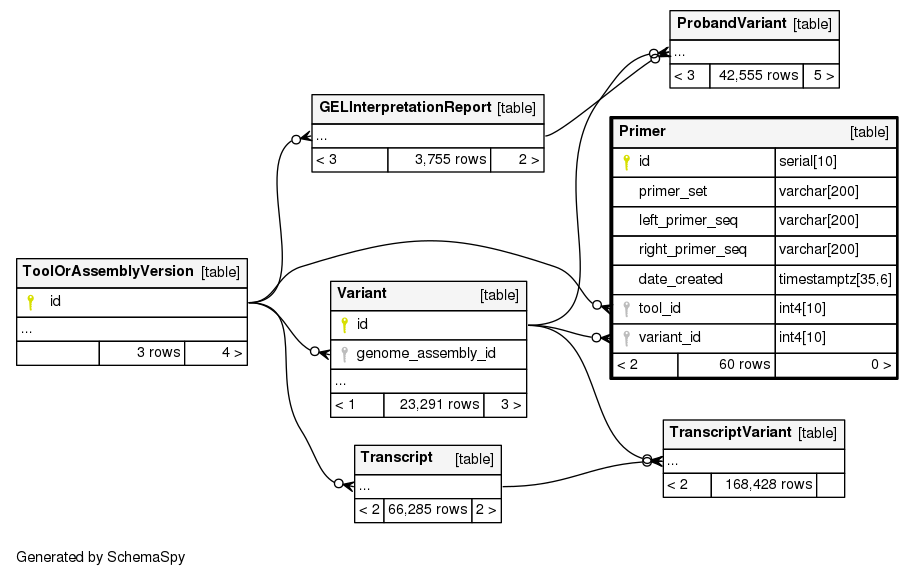 ProbandVariant [table]
...
< 3 42,555 rows 5 >
GELInterpretationReport [table]
...
< 3 3,755 rows 2 >
Primer [table]
id serial[10]
primer_set varchar[200]
left_primer_seq varchar[200]
right_primer_seq varchar[200]
date_created timestamptz[35,6]
tool_id int4[10]
variant_id int4[10]
< 2 60 rows 0 >
ToolOrAssemblyVersion [table]
id
...
3 rows 4 >
Variant [table]
id
genome_assembly_id
...
< 1 23,291 rows 3 >
Transcript [table]
...
< 2 66,285 rows 2 >
TranscriptVariant [table]
...
< 2 168,428 rows
Generated by SchemaSpy